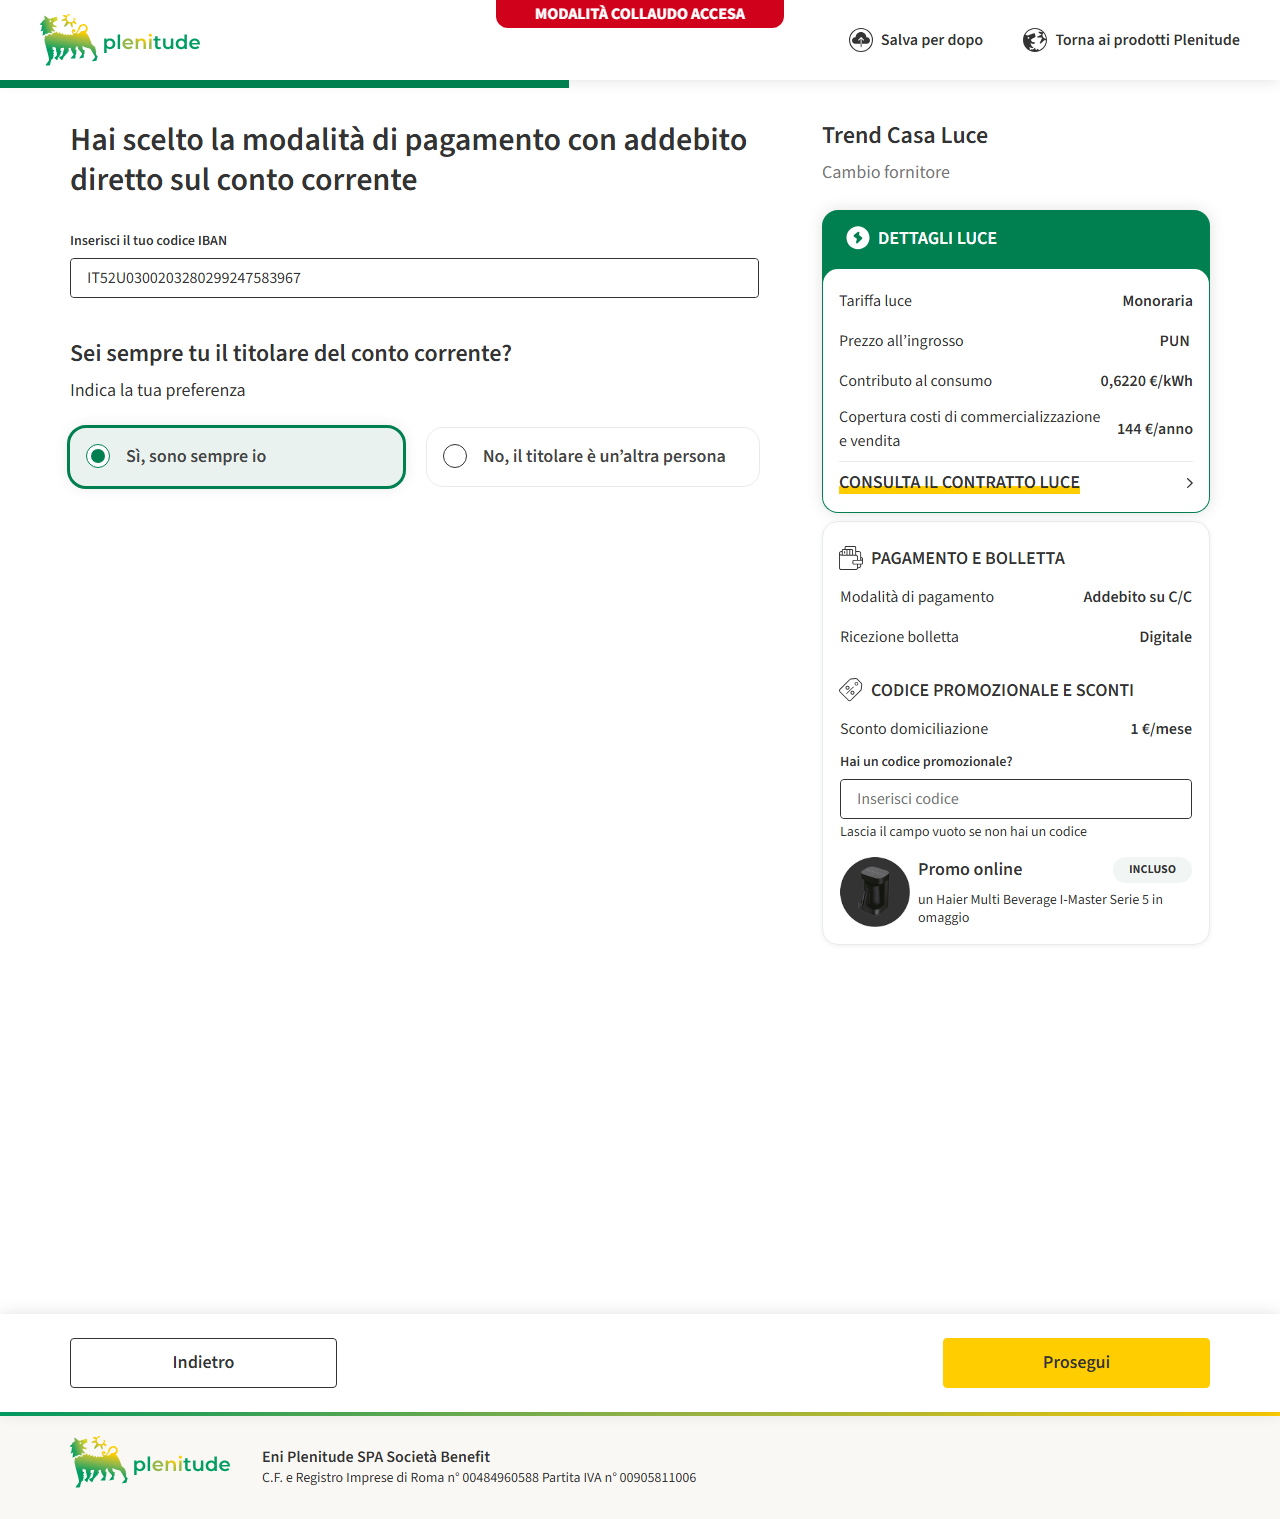 MODALITÀ COLLAUDO ACCESA
plenitude
Salva per dopo
Torna ai prodotti Plenitude
Hai scelto la modalità di pagamento con addebito
diretto sul conto corrente
Inserisci il tuo codice IBAN
IT52U0300203280299247583967
Sei sempre tu il titolare del conto corrente?
Indica la tua preferenza
Sì, sono sempre io
No, il titolare è un’altra persona
Trend Casa Luce
Cambio fornitore
DETTAGLI LUCE
Tariffa luce
Monoraria
Prezzo all’ingrosso
PUN
Contributo al consumo
0,6220 €/kWh
Copertura costi di commercializzazione
e vendita
144 €/anno
CONSULTA IL CONTRATTO LUCE
PAGAMENTO E BOLLETTA
Modalità di pagamento
Addebito su C/C
Ricezione bolletta
Digitale
CODICE PROMOZIONALE E SCONTI
Sconto domiciliazione
1 €/mese
Hai un codice promozionale?
Inserisci codice
Lascia il campo vuoto se non hai un codice
Promo online
INCLUSO
un Haier Multi Beverage I-Master Serie 5 in
omaggio
Indietro
Prosegui
plenitude
Eni Plenitude SPA Società Benefit
C.F. e Registro Imprese di Roma n° 00484960588 Partita IVA n° 00905811006